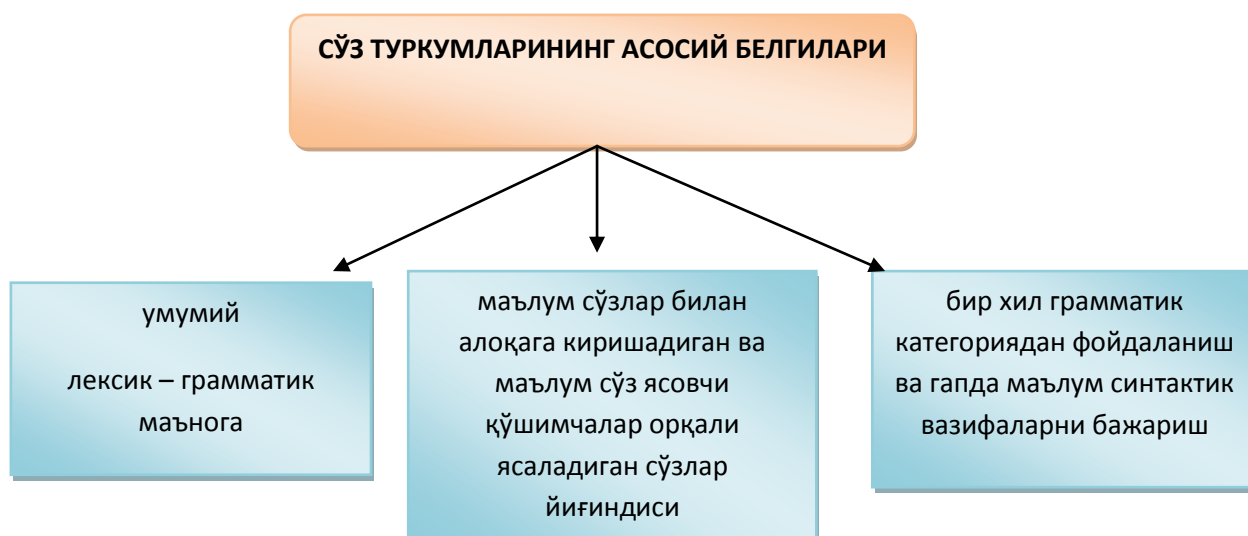 СЎЗ ТУРКУМЛАРИНИНГ АСОСИЙ БЕЛГИЛАРИ
умумий
лексик – грамматик
маънога
маълум сўзлар билан
алоқага киришадиган ва
маълум сўз ясовчи
қўшимчалар орқали
ясаладиган сўзлар
йиғиндиси
бир хил грамматик
категориядан фойдаланиш
ва гапда маълум синтактик
вазифаларни бажариш